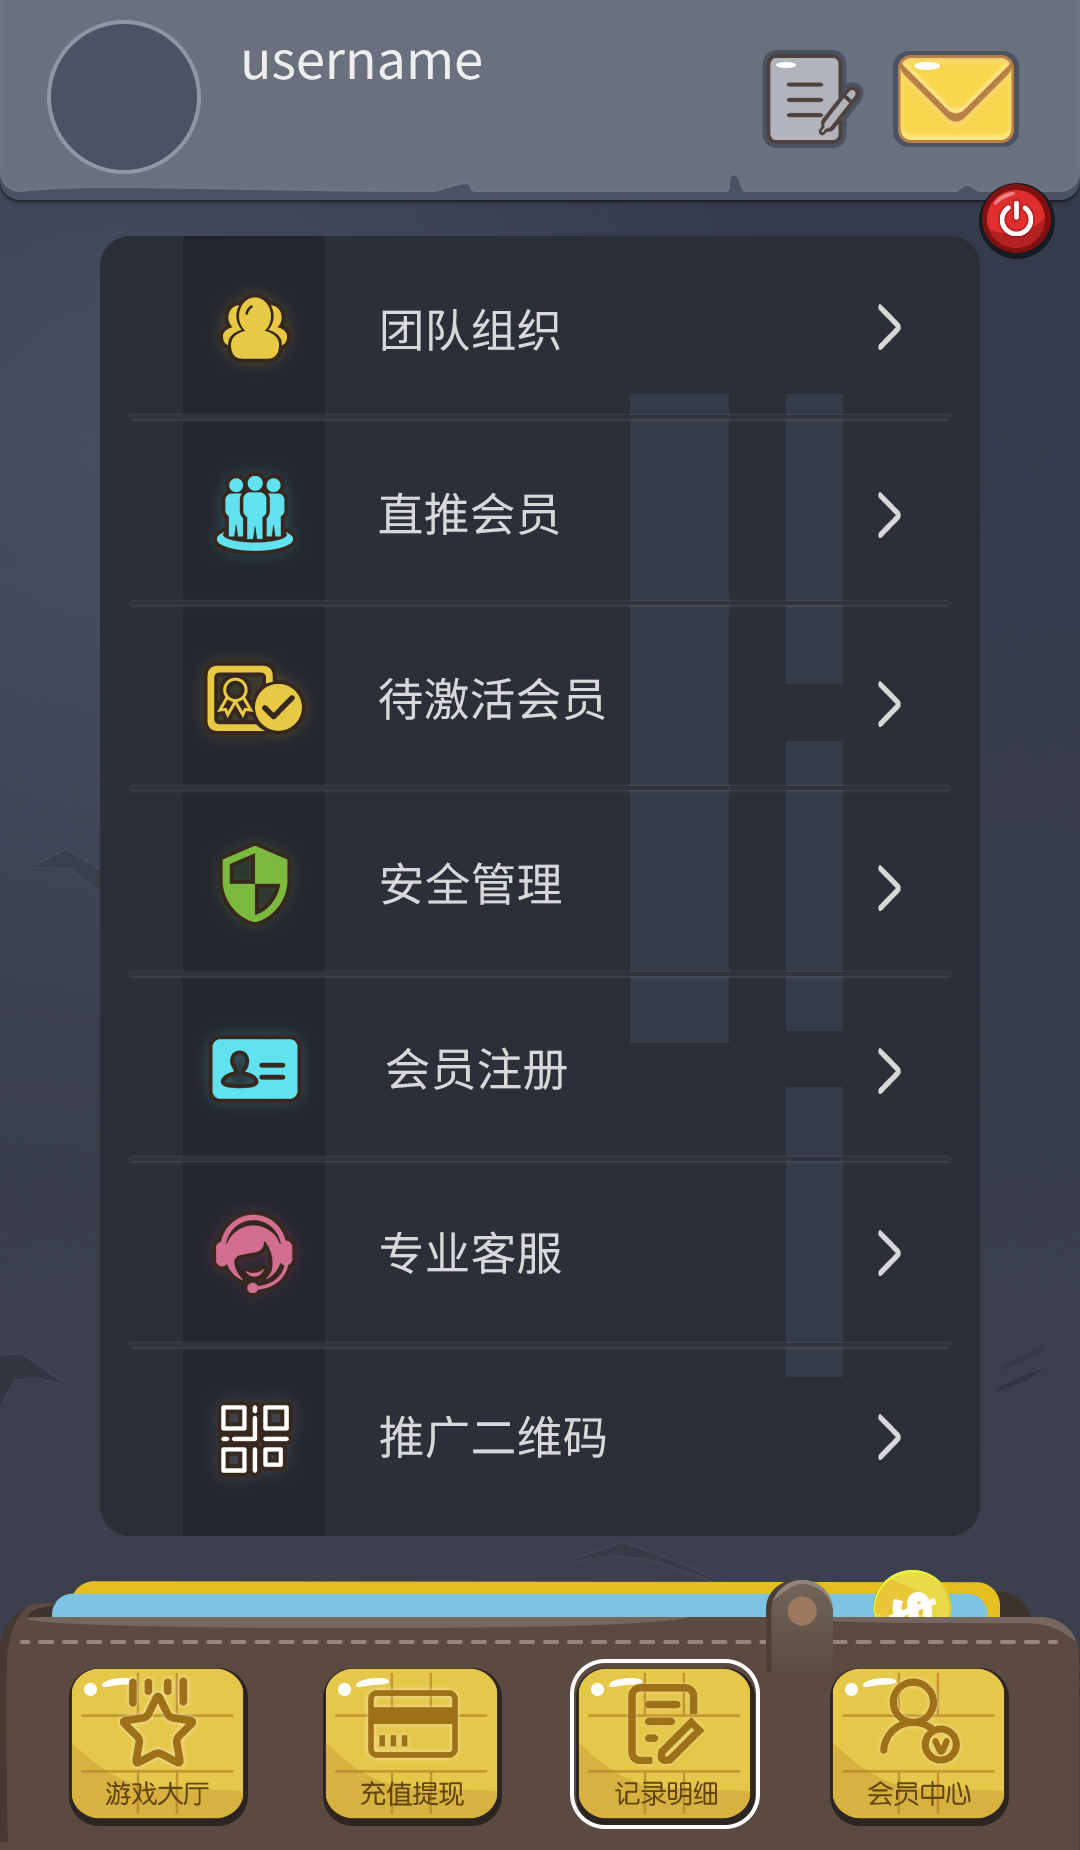 username
团队组织
直推会员
待激活会员
安全管理
会员注册
专业客服
推广二维码
游戏大厅
充值提现
记录明细
会员中心